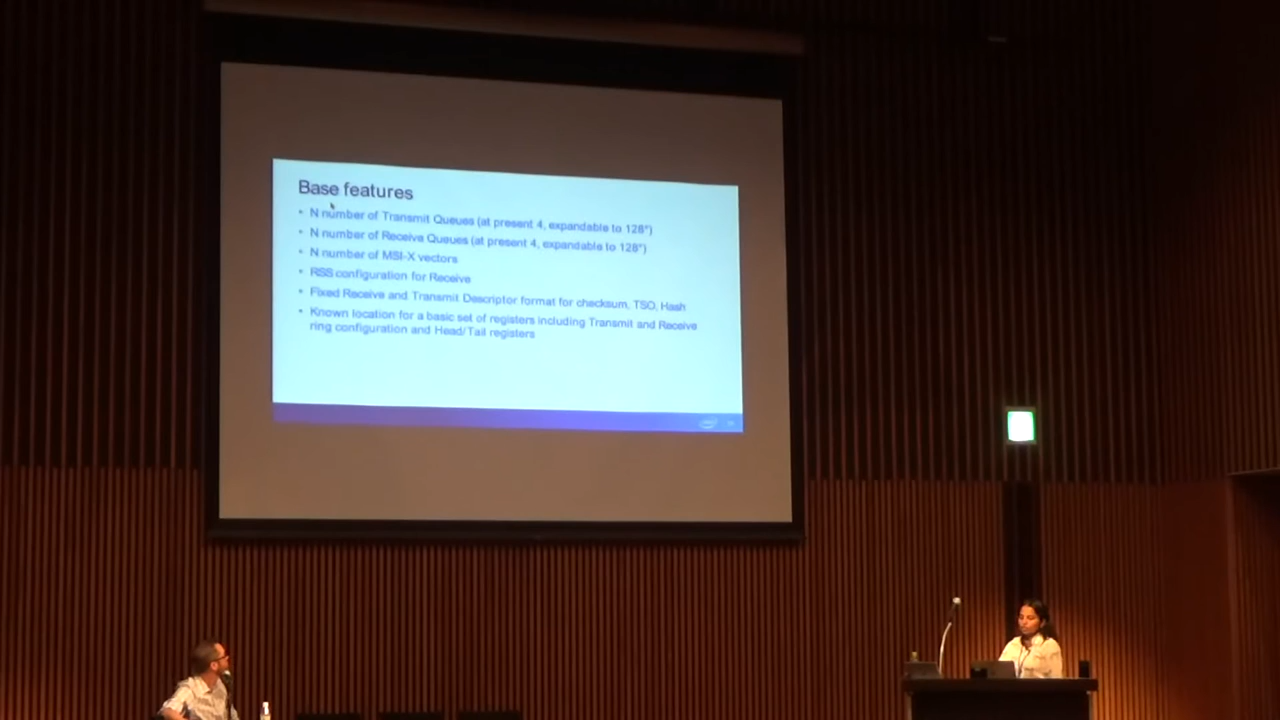 Base features
• N number of Transmit Queues (at present 4, expandable to 128*)
• N number of Receive Queues (at present 4, expandable to 128*)
• N number of MSI-X vectors
• RSS configuration for Receive
• Fixed Receive and Transmit Descriptor format for checksum, TSO, Hash
• Known location for a basic set of registers including Transmit and Receive
ring configuration and Head/Tail registers